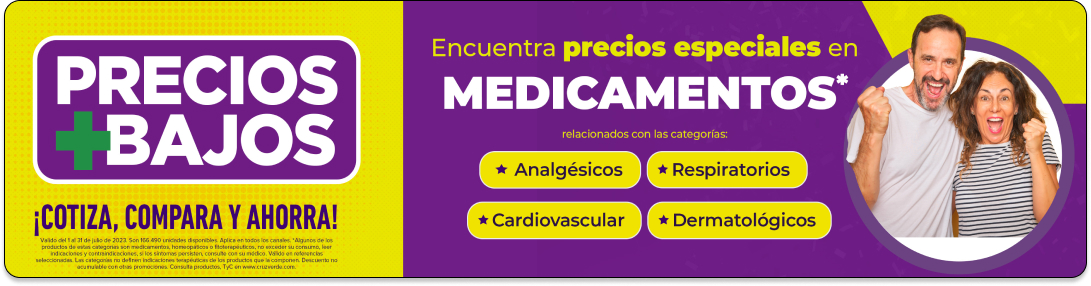 PRECIOS
+BAJOS
¡COTIZA, COMPARA Y AHORRA!
Valido del 1 al 31 de julio de 2023. Son 166.490 unidades disponibles. Aplica en todos los canales. *Algunos de los
productos de estas categorías son medicamentos, homeopáticos o fitoterapéuticos, no exceder su consumo, leer
indicaciones y contraindicaciones, si los síntomas persisten, consulte con su médico. Válido en referencias
seleccionadas. Las categorías no definen indicaciones terapéuticas de los productos que la componen. Descuento no
acumulable con otras promociones. Consulta productos, TyC en www.cruzverde.com.
Encuentra precios especiales en
MEDICAMENTOS*
relacionados con las categorías:
★ Analgésicos
★ Respiratorios
★ Cardiovascular
★ Dermatológicos